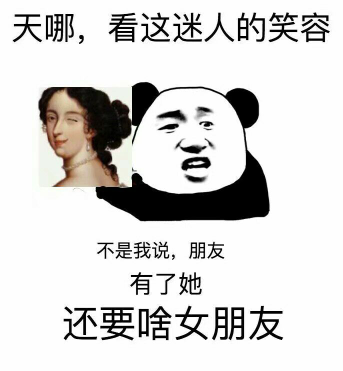 天哪，看这迷人的笑容
不是我说，朋友
有了她
还要啥女朋友